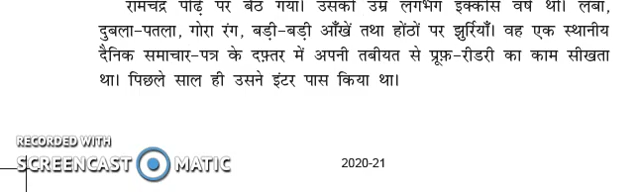 रामचंद्र पीढ़े पर बैठ गया। उसकी उम्र लगभग इक्कीस वर्ष थी। लंबा,
दुबला-पतला, गोरा रंग, बड़ी-बड़ी आँखें तथा होंठों पर झुर्रियाँ। वह एक स्थानीय
दैनिक समाचार-पत्र के दफ़्तर में अपनी तबीयत से प्रूफ़-रीडरी का काम सीखता
था। पिछले साल ही उसने इंटर पास किया था।
RECORDED WITH
SCREENCAST MATIC
2020-21